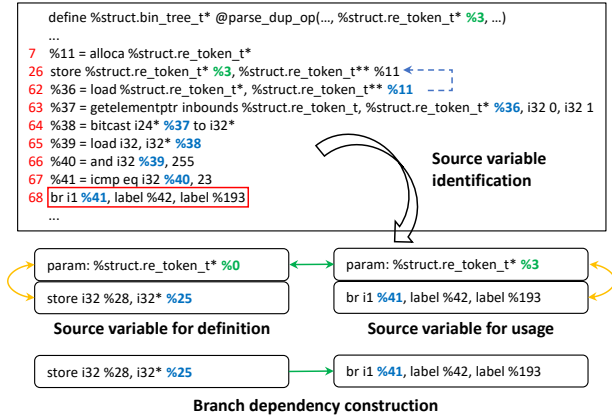 define %struct.bin_tree_t* @parse_dup_op(…, %struct.re_token_t* %3, …)
...
7 %11 = alloca %struct.re_token_t*
26 store %struct.re_token_t* %3, %struct.re_token_t** %11
62 %36 = load %struct.re_token_t*, %struct.re_token_t** %11
63 %37 = getelementptr inbounds %struct.re_token_t, %struct.re_token_t* %36, i32 0, i32 1
64 %38 = bitcast i24* %37 to i32*
65 %39 = load i32, i32* %38
66 %40 = and i32 %39, 255
67 %41 = icmp eq i32 %40, 23
68 br i1 %41, label %42, label %193
...
Source variable
identification
param: %struct.re_token_t* %0
store i32 %28, i32* %25
Source variable for definition
param: %struct.re_token_t* %3
br i1 %41, label %42, label %193
Source variable for usage
store i32 %28, i32* %25
br i1 %41, label %42, label %193
Branch dependency construction